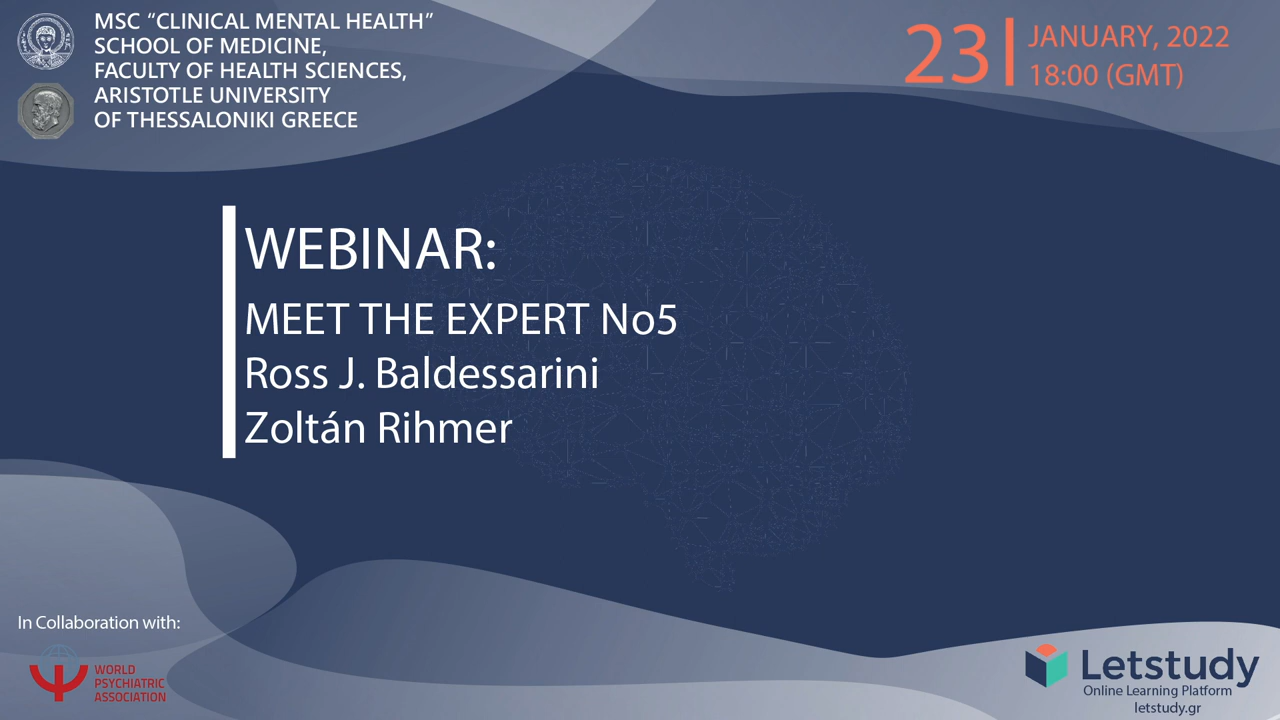 MSC “CLINICAL MENTAL HEALTH”
SCHOOL OF MEDICINE,
FACULTY OF HEALTH SCIENCES,
ARISTOTLE UNIVERSITY
OF THESSALONIKI GREECE
23
JANUARY, 2022
18:00 (GMT)
WEBINAR:
MEET THE EXPERT No5
Ross J. Baldessarini
Zoltán Rihmer
In Collaboration with:
WORLD
PSYCHIATRIC
ASSOCIATION
Letstudy
Online Learning Platform
letstudy.gr